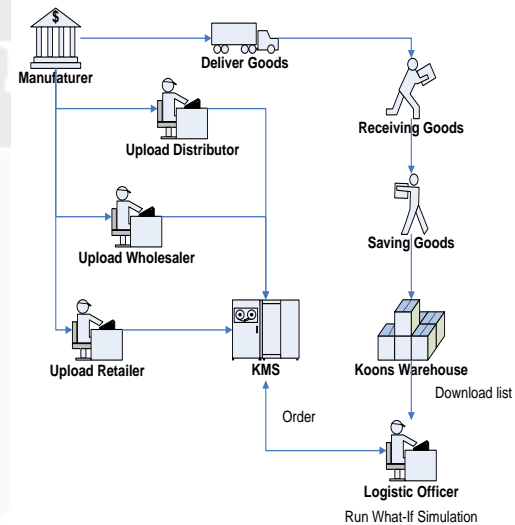 $
Manufaturer
Deliver Goods
Receiving Goods
Upload Distributor
Saving Goods
Upload Wholesaler
Upload Retailer
KMS
Koons Warehouse
Download list
Order
Logistic Officer
Run What-If Simulation